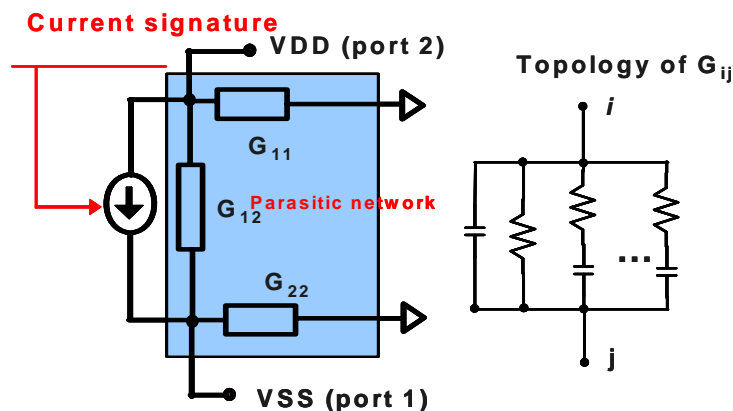 Current signature
VDD (port 2)
Topology of Gij
i
G11
G12
Parasitic network
G22
...
j
VSS (port 1)